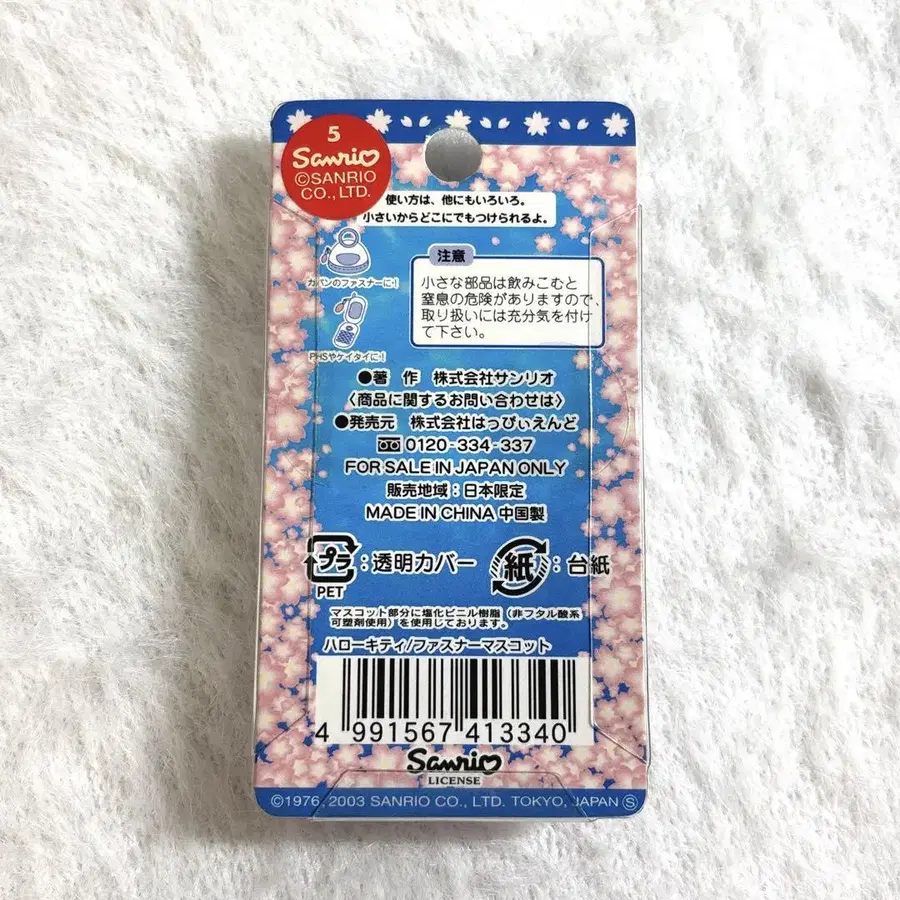 5
Sanrio
©SANRIO
CO., LTD.
使い方は、他にもいろいろ。
小さいからどこにでもつけられるよ。
カバンのファスナーに!
PHSやケイタイに!
注意
小さな部品は飲みこむと
窒息の危険がありますので、
取り扱いには充分気を付け
て下さい。
●著 作 株式会社サンリオ
〈商品に関するお問い合わせは〉
●発売元 株式会社はっぴぃえんど
0120-334-337
FOR SALE IN JAPAN ONLY
販売地域:日本限定
MADE IN CHINA 中国製
プラ:透明カバー
PET
紙:台紙
マスコット部分に塩化ビニル樹脂(非フタル酸系
可塑剤使用)を使用しております。
ハローキティ/ファスナーマスコット
4 991567 413340
Sanrio
LICENSE
©1976, 2003 SANRIO CO., LTD. TOKYO, JAPAN Ⓢ